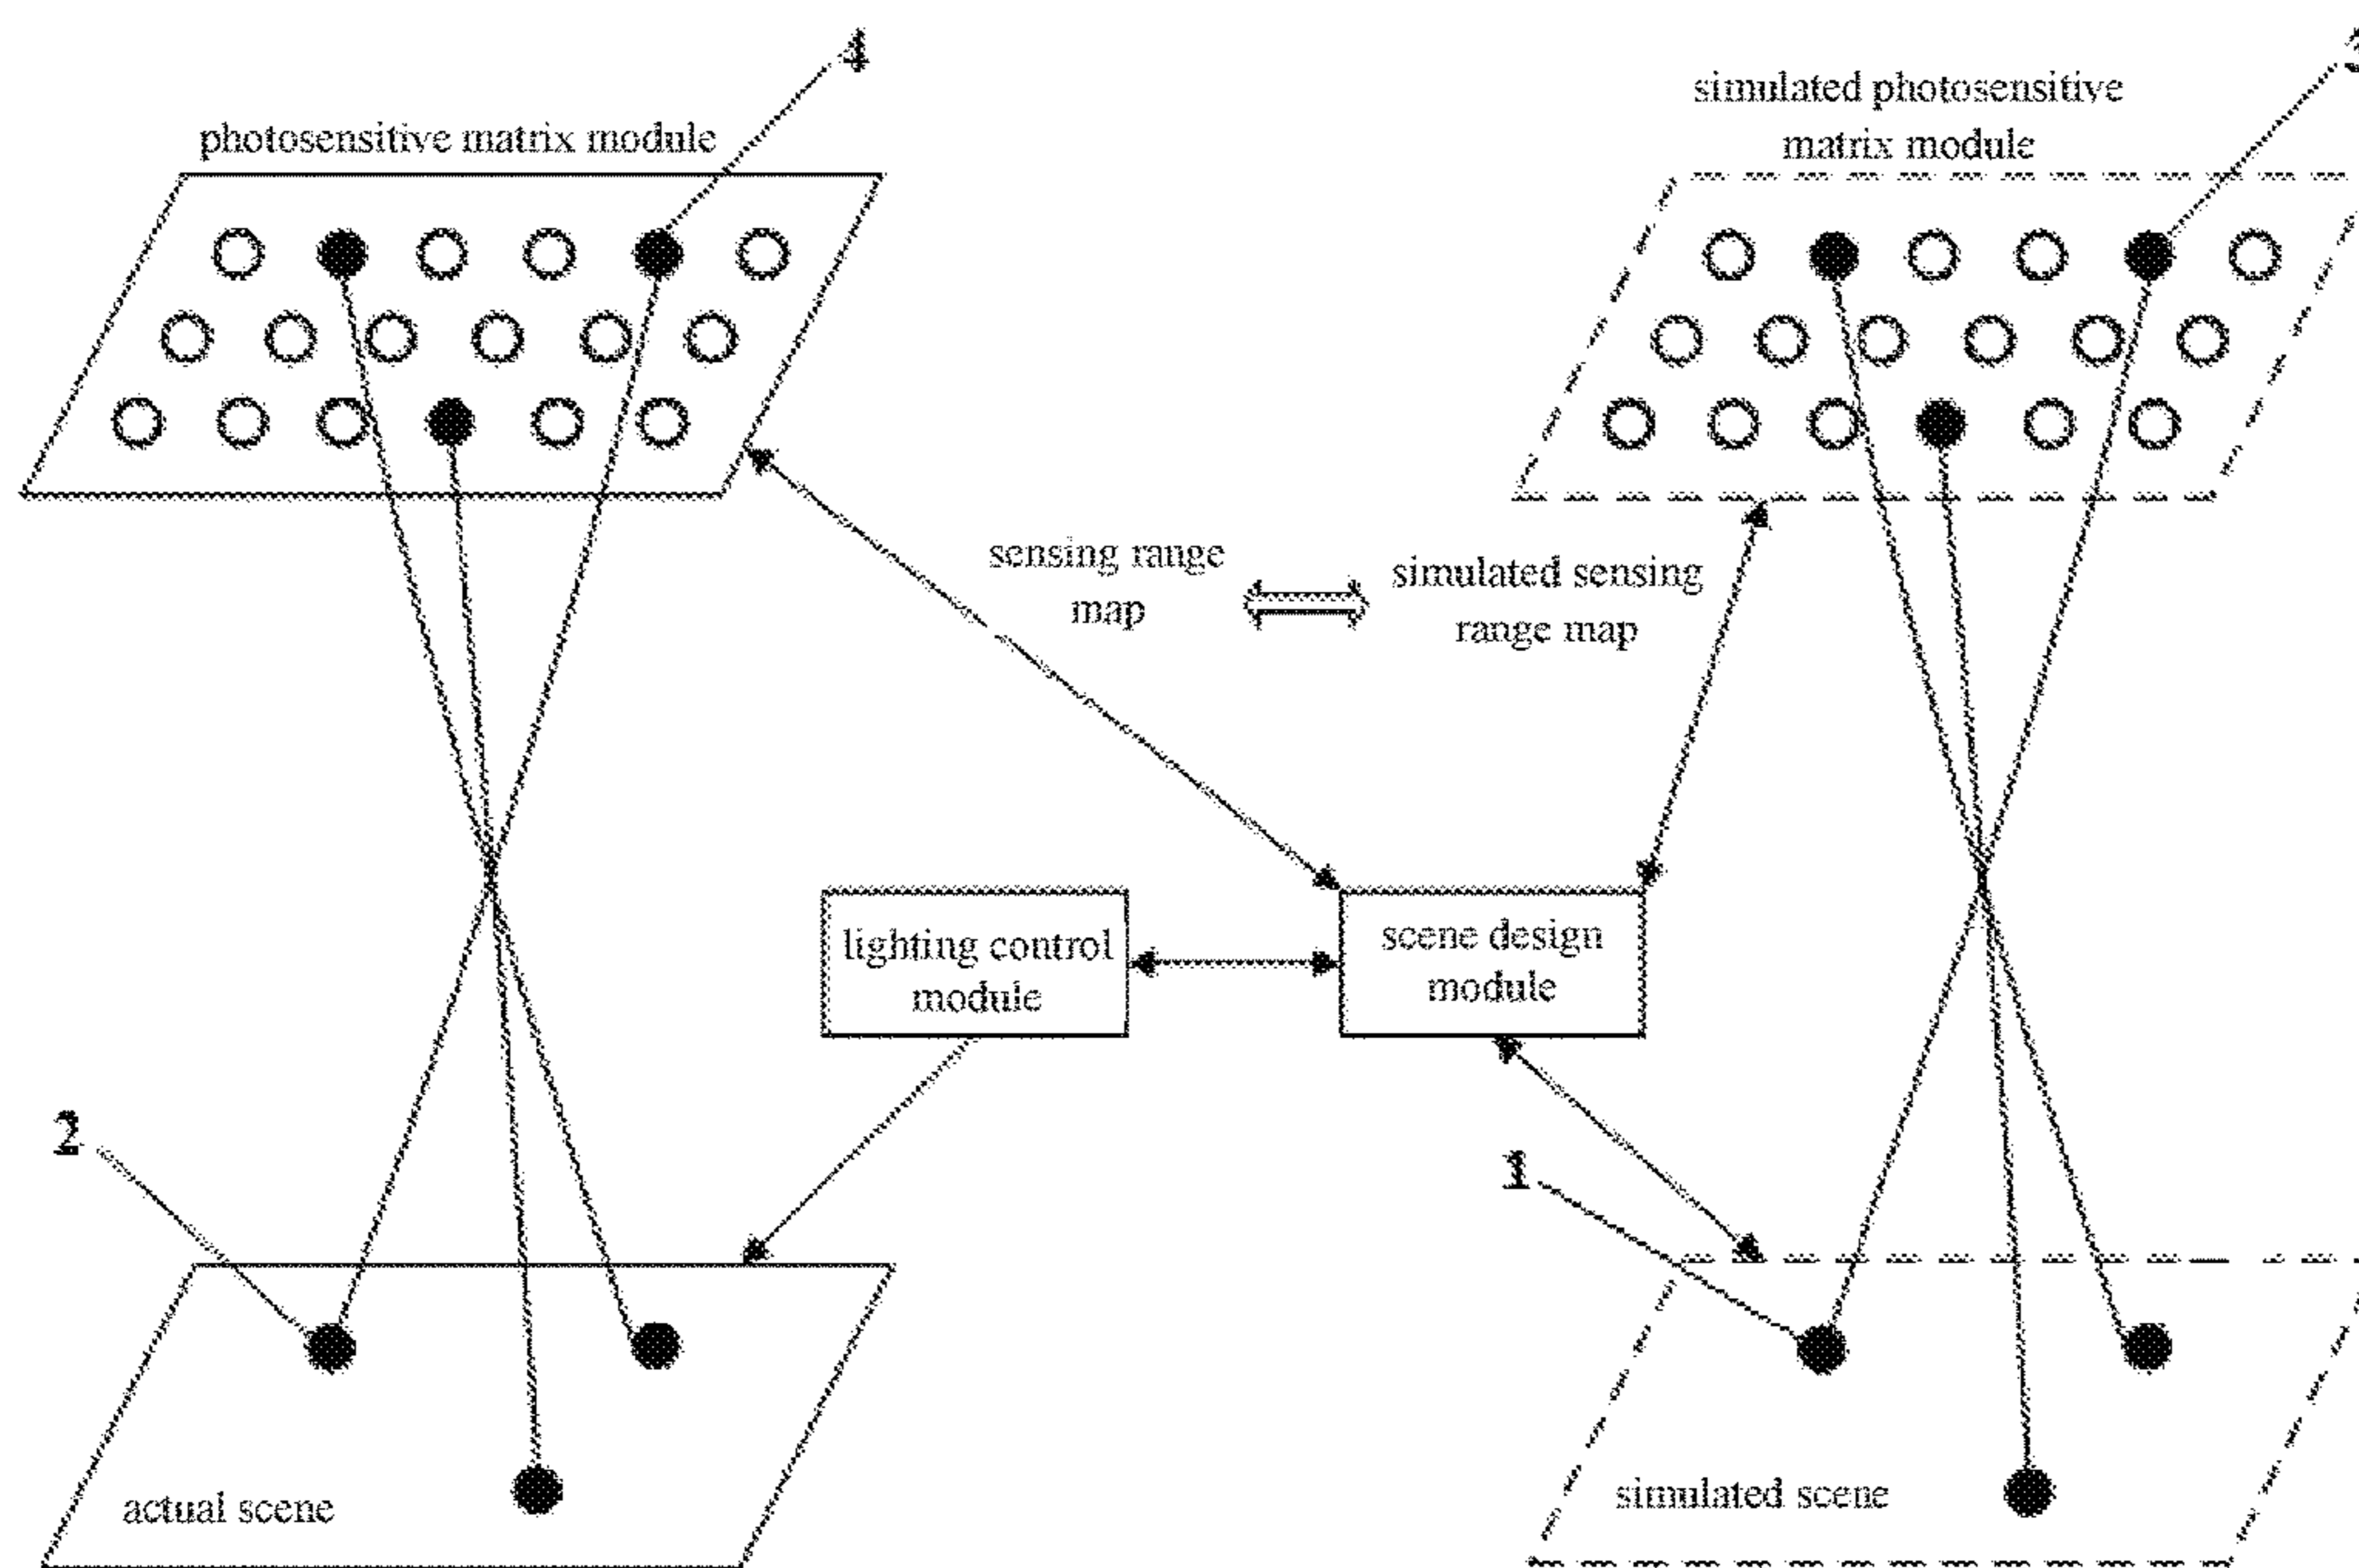 4
photosensitive matrix module
simulated photosensitive
matrix module
sensing range
map
simulated sensing
range map
lighting control
module
scene design
module
2
1
actual scene
simulated scene